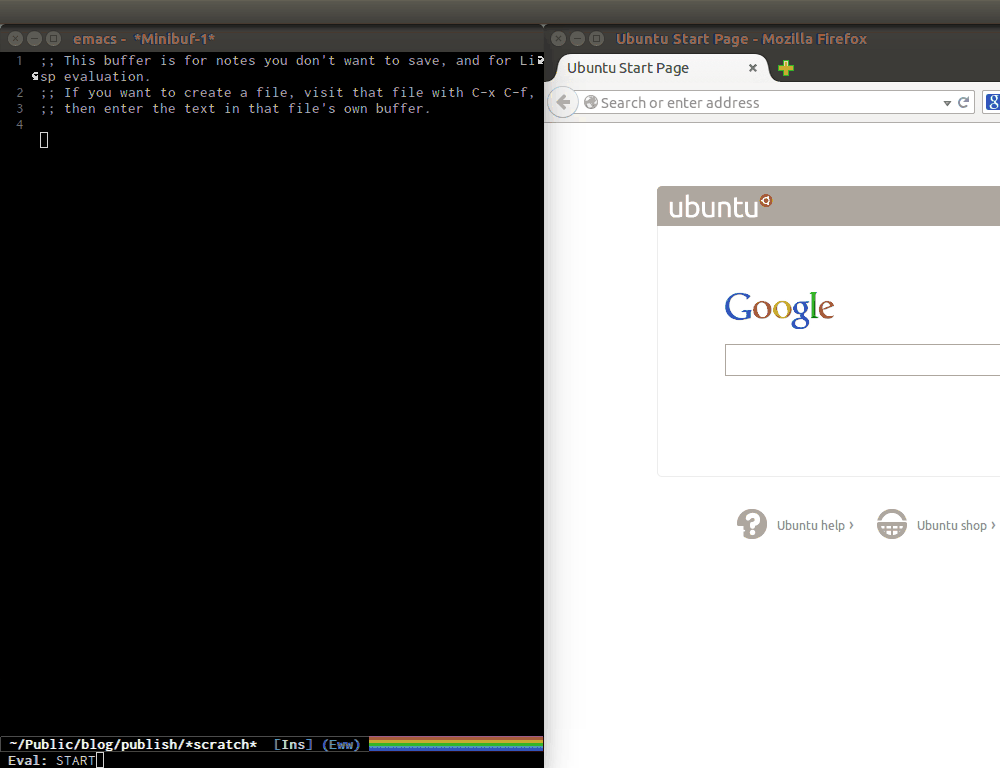 emacs - *Minibuf-1*
1 ;; This buffer is for notes you don't want to save, and for Li
sp evaluation.
2 ;; If you want to create a file, visit that file with C-x C-f,
3 ;; then enter the text in that file's own buffer.
4
~/Public/blog/publish/*scratch* [Ins] (Eww)
Eval: START
Ubuntu Start Page - Mozilla Firefox
Ubuntu Start Page
Search or enter address
8
ubuntu
Google
Ubuntu help ›
Ubuntu shop ›